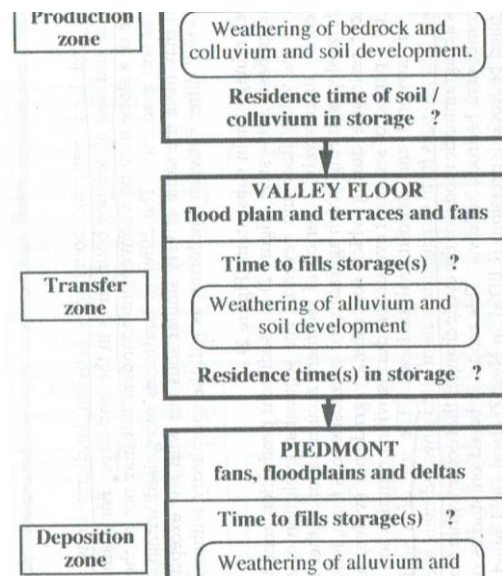 Production
zone
Weathering of bedrock and
colluvium and soil development.
Residence time of soil /
colluvium in storage ?
VALLEY FLOOR
flood plain and terraces and fans
Transfer
zone
Time to fills storage(s) ?
Weathering of alluvium and
soil development
Residence time(s) in storage ?
PIEDMONT
fans, floodplains and deltas
Deposition
zone
Time to fills storage(s) ?
Weathering of alluvium and